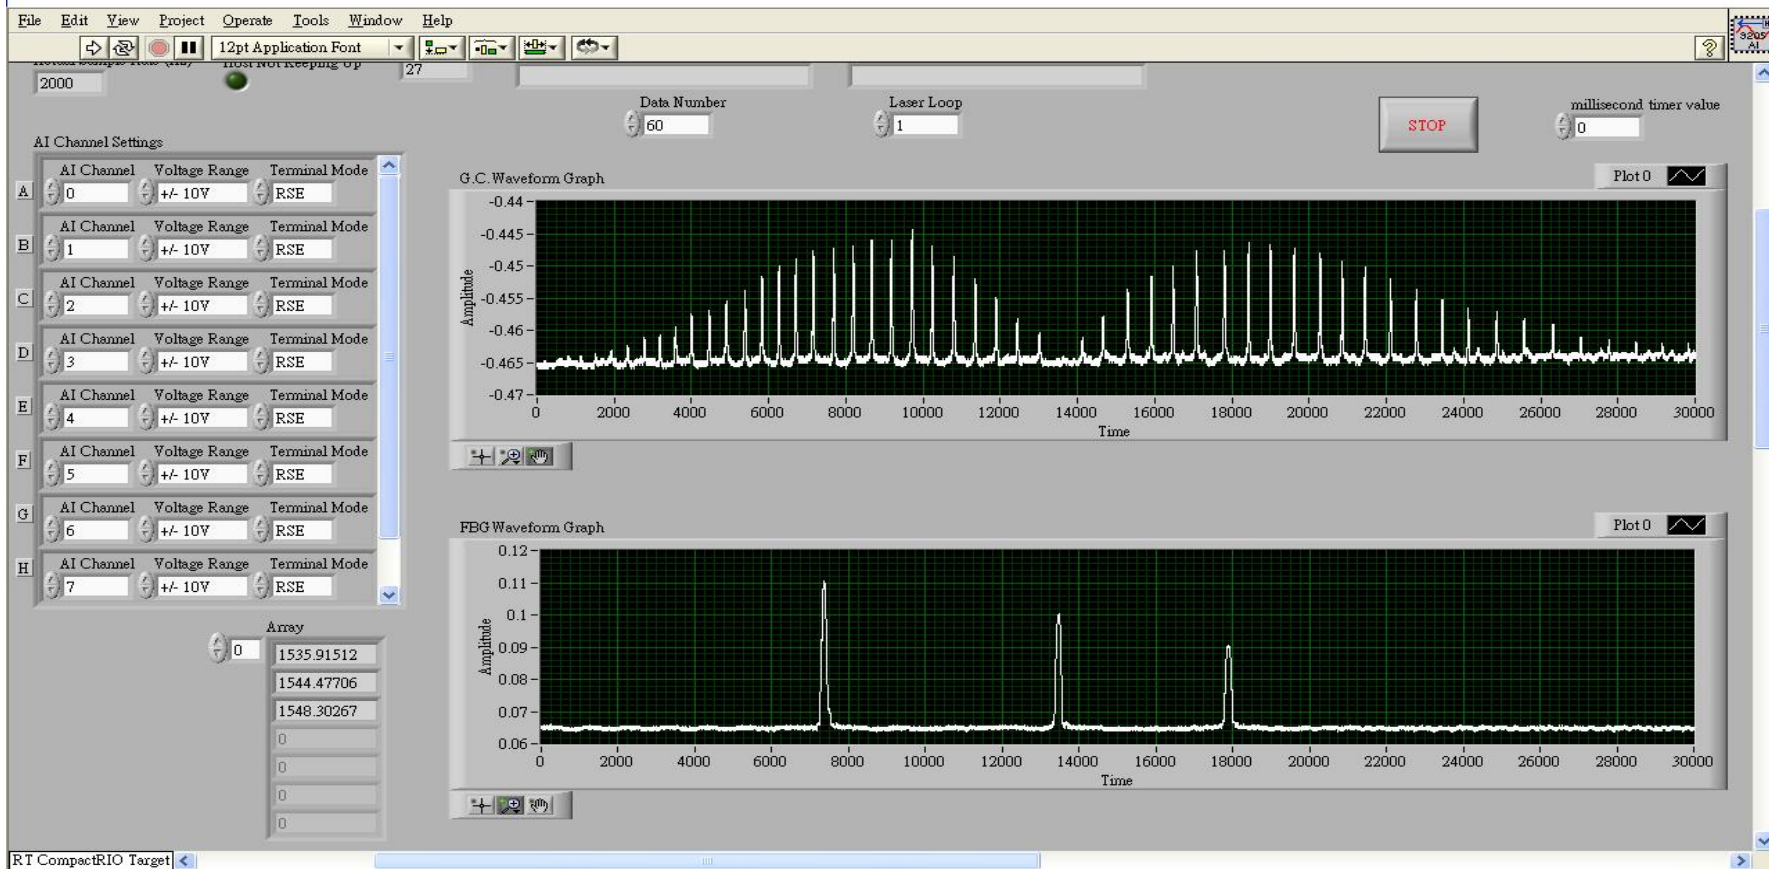 File Edit View Project Operate Tools Window Help
12pt Application Font
9205
AI
Host Not Keeping Up
2000
27
Data Number
60
Laser Loop
1
STOP
millisecond timer value
0
AI Channel Settings
A
AI Channel Voltage Range Terminal Mode
0 +/- 10V RSE
B
AI Channel Voltage Range Terminal Mode
1 +/- 10V RSE
C
AI Channel Voltage Range Terminal Mode
2 +/- 10V RSE
D
AI Channel Voltage Range Terminal Mode
3 +/- 10V RSE
E
AI Channel Voltage Range Terminal Mode
4 +/- 10V RSE
F
AI Channel Voltage Range Terminal Mode
5 +/- 10V RSE
G
AI Channel Voltage Range Terminal Mode
6 +/- 10V RSE
H
AI Channel Voltage Range Terminal Mode
7 +/- 10V RSE
Array
0
1535.91512
1544.47706
1548.30267
0
0
0
0
G.C.Waveform Graph
Plot 0
-0.44
-0.445
-0.45
-0.455
-0.46
-0.465
-0.47
Amplitude
0 2000 4000 6000 8000 10000 12000 14000 16000 18000 20000 22000 24000 26000 28000 30000
Time
FBG Waveform Graph
Plot 0
0.12
0.11
0.1
0.09
0.08
0.07
0.06
Amplitude
0 2000 4000 6000 8000 10000 12000 14000 16000 18000 20000 22000 24000 26000 28000 30000
Time
RT CompactRIO Target